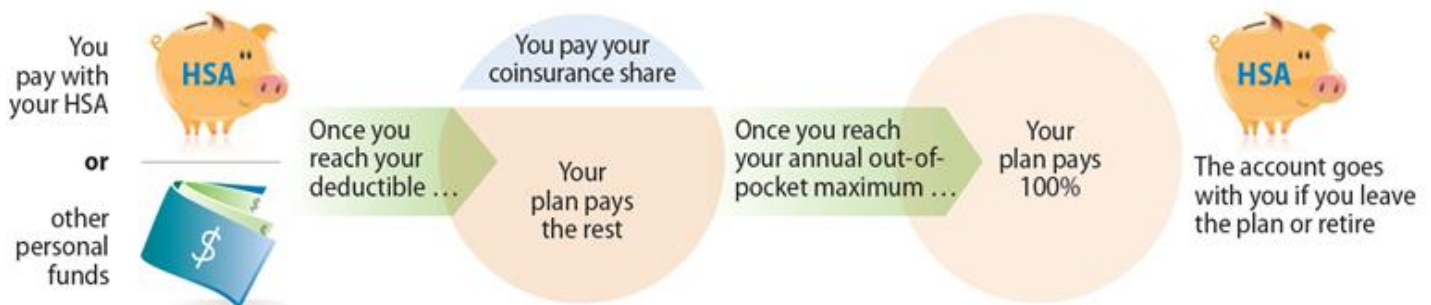 You
pay with
your HSA
HSA
or
other
personal
funds
$
$
Once you
reach your
deductible …
You pay your
coinsurance share
Your
plan pays
the rest
Once you reach
your annual out-of-
pocket maximum …
Your
plan pays
100%
HSA
The account goes
with you if you leave
the plan or retire